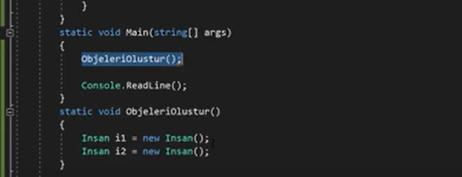 }
}
static void Main(string[] args)
{
ObjeleriOlustur();
Console.ReadLine();
}
static void ObjeleriOlustur()
{
Insan i1 = new Insan();
Insan i2 = new Insan();
}